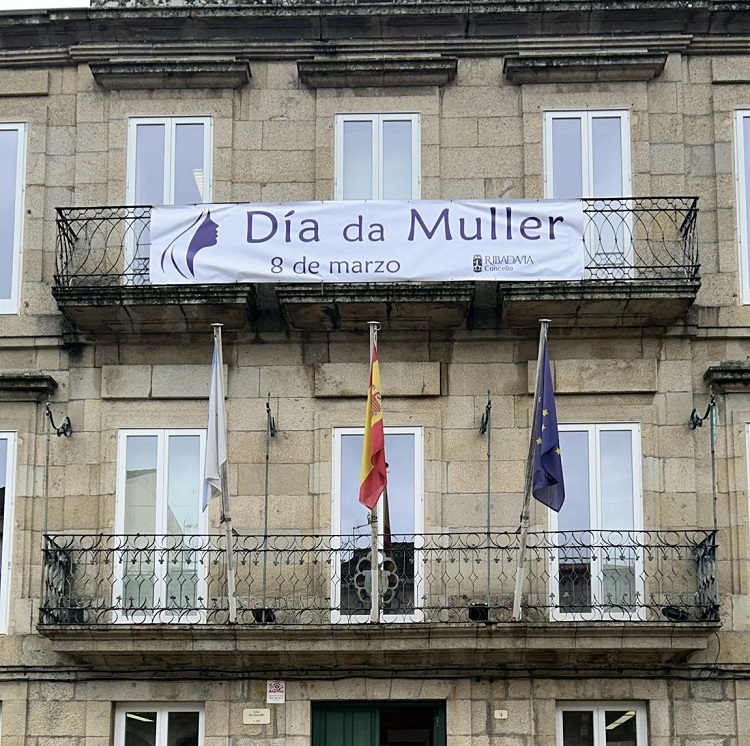 Día da Muller
8 de marzo
RIBADAVIA
Concello